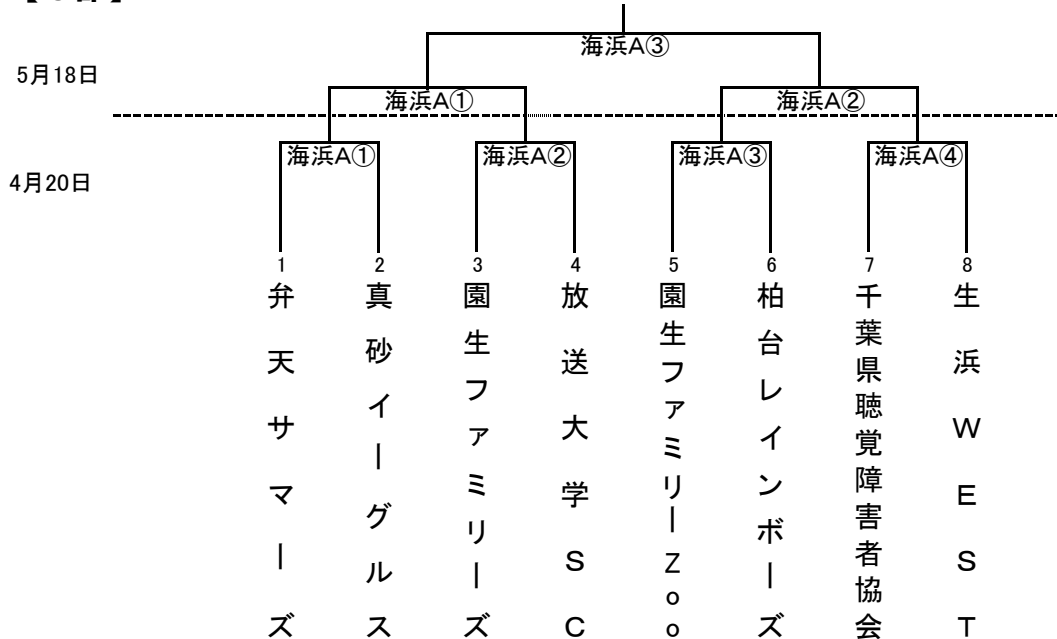 海浜A③
5月18日
海浜A① 海浜A②
海浜A① 海浜A② 海浜A③ 海浜A④
4月20日
1 2 3 4 5 6 7 8
弁天サマーズ
真砂イーグルス
園生ファミリーズ
放送大学SC
園生ファミリーZoo
柏台レインボーズ
千葉県聴覚障害者協会
生浜WEST